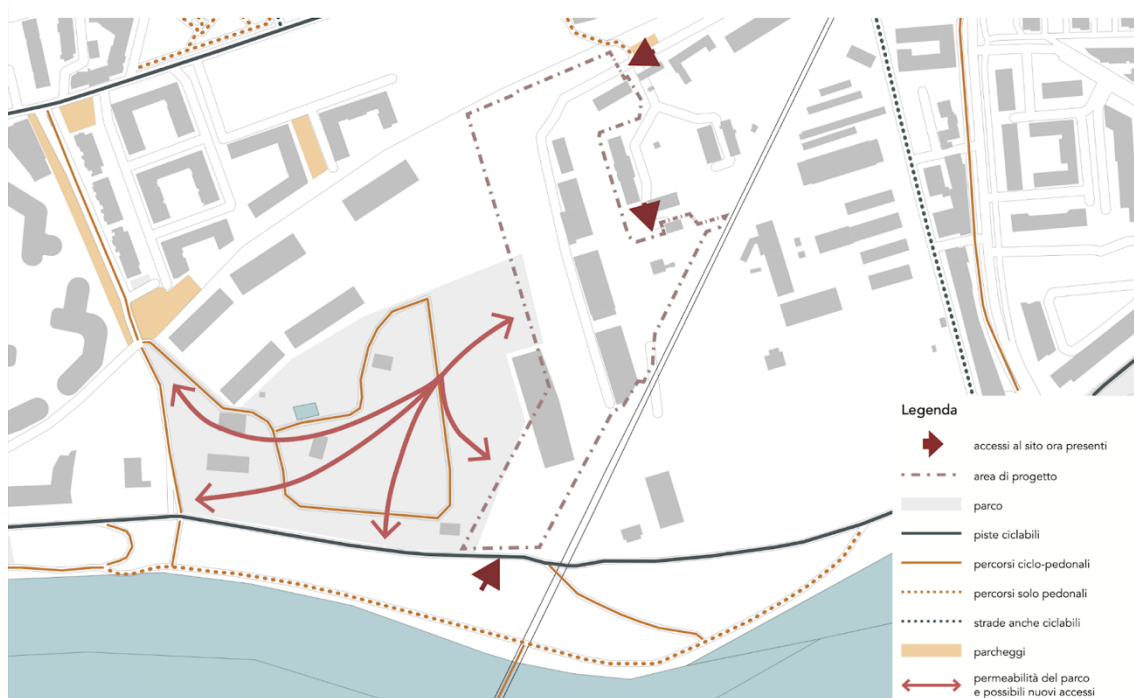 Legenda
accessi al sito ora presenti
area di progetto
parco
piste ciclabili
percorsi ciclo-pedonali
percorsi solo pedonali
strade anche ciclabili
parcheggi
permeabilità del parco
e possibili nuovi accessi